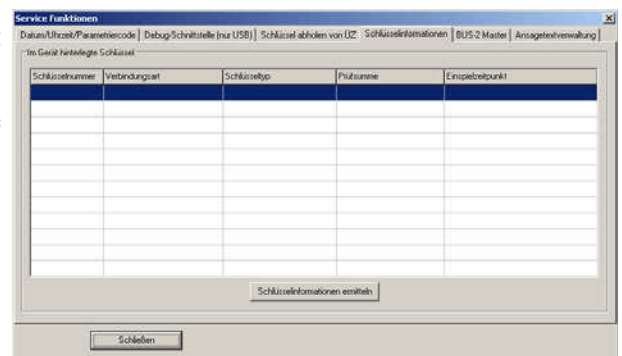 Service Funktionen
Datum/Uhrzeit/Parametriercode Debug-Schnittstelle (nur USB) Schlüssel abholen von ÜZ Schlüsselinformationen BUS-2 Master Ansagetextverwaltung
Im Gerät hinterlegte Schlüssel
Schlüsselnummer Verbindungsart Schlüsseltyp Prüfsumme Einspielzeitpunkt
Schlüsselinformationen ermitteln
Schließen